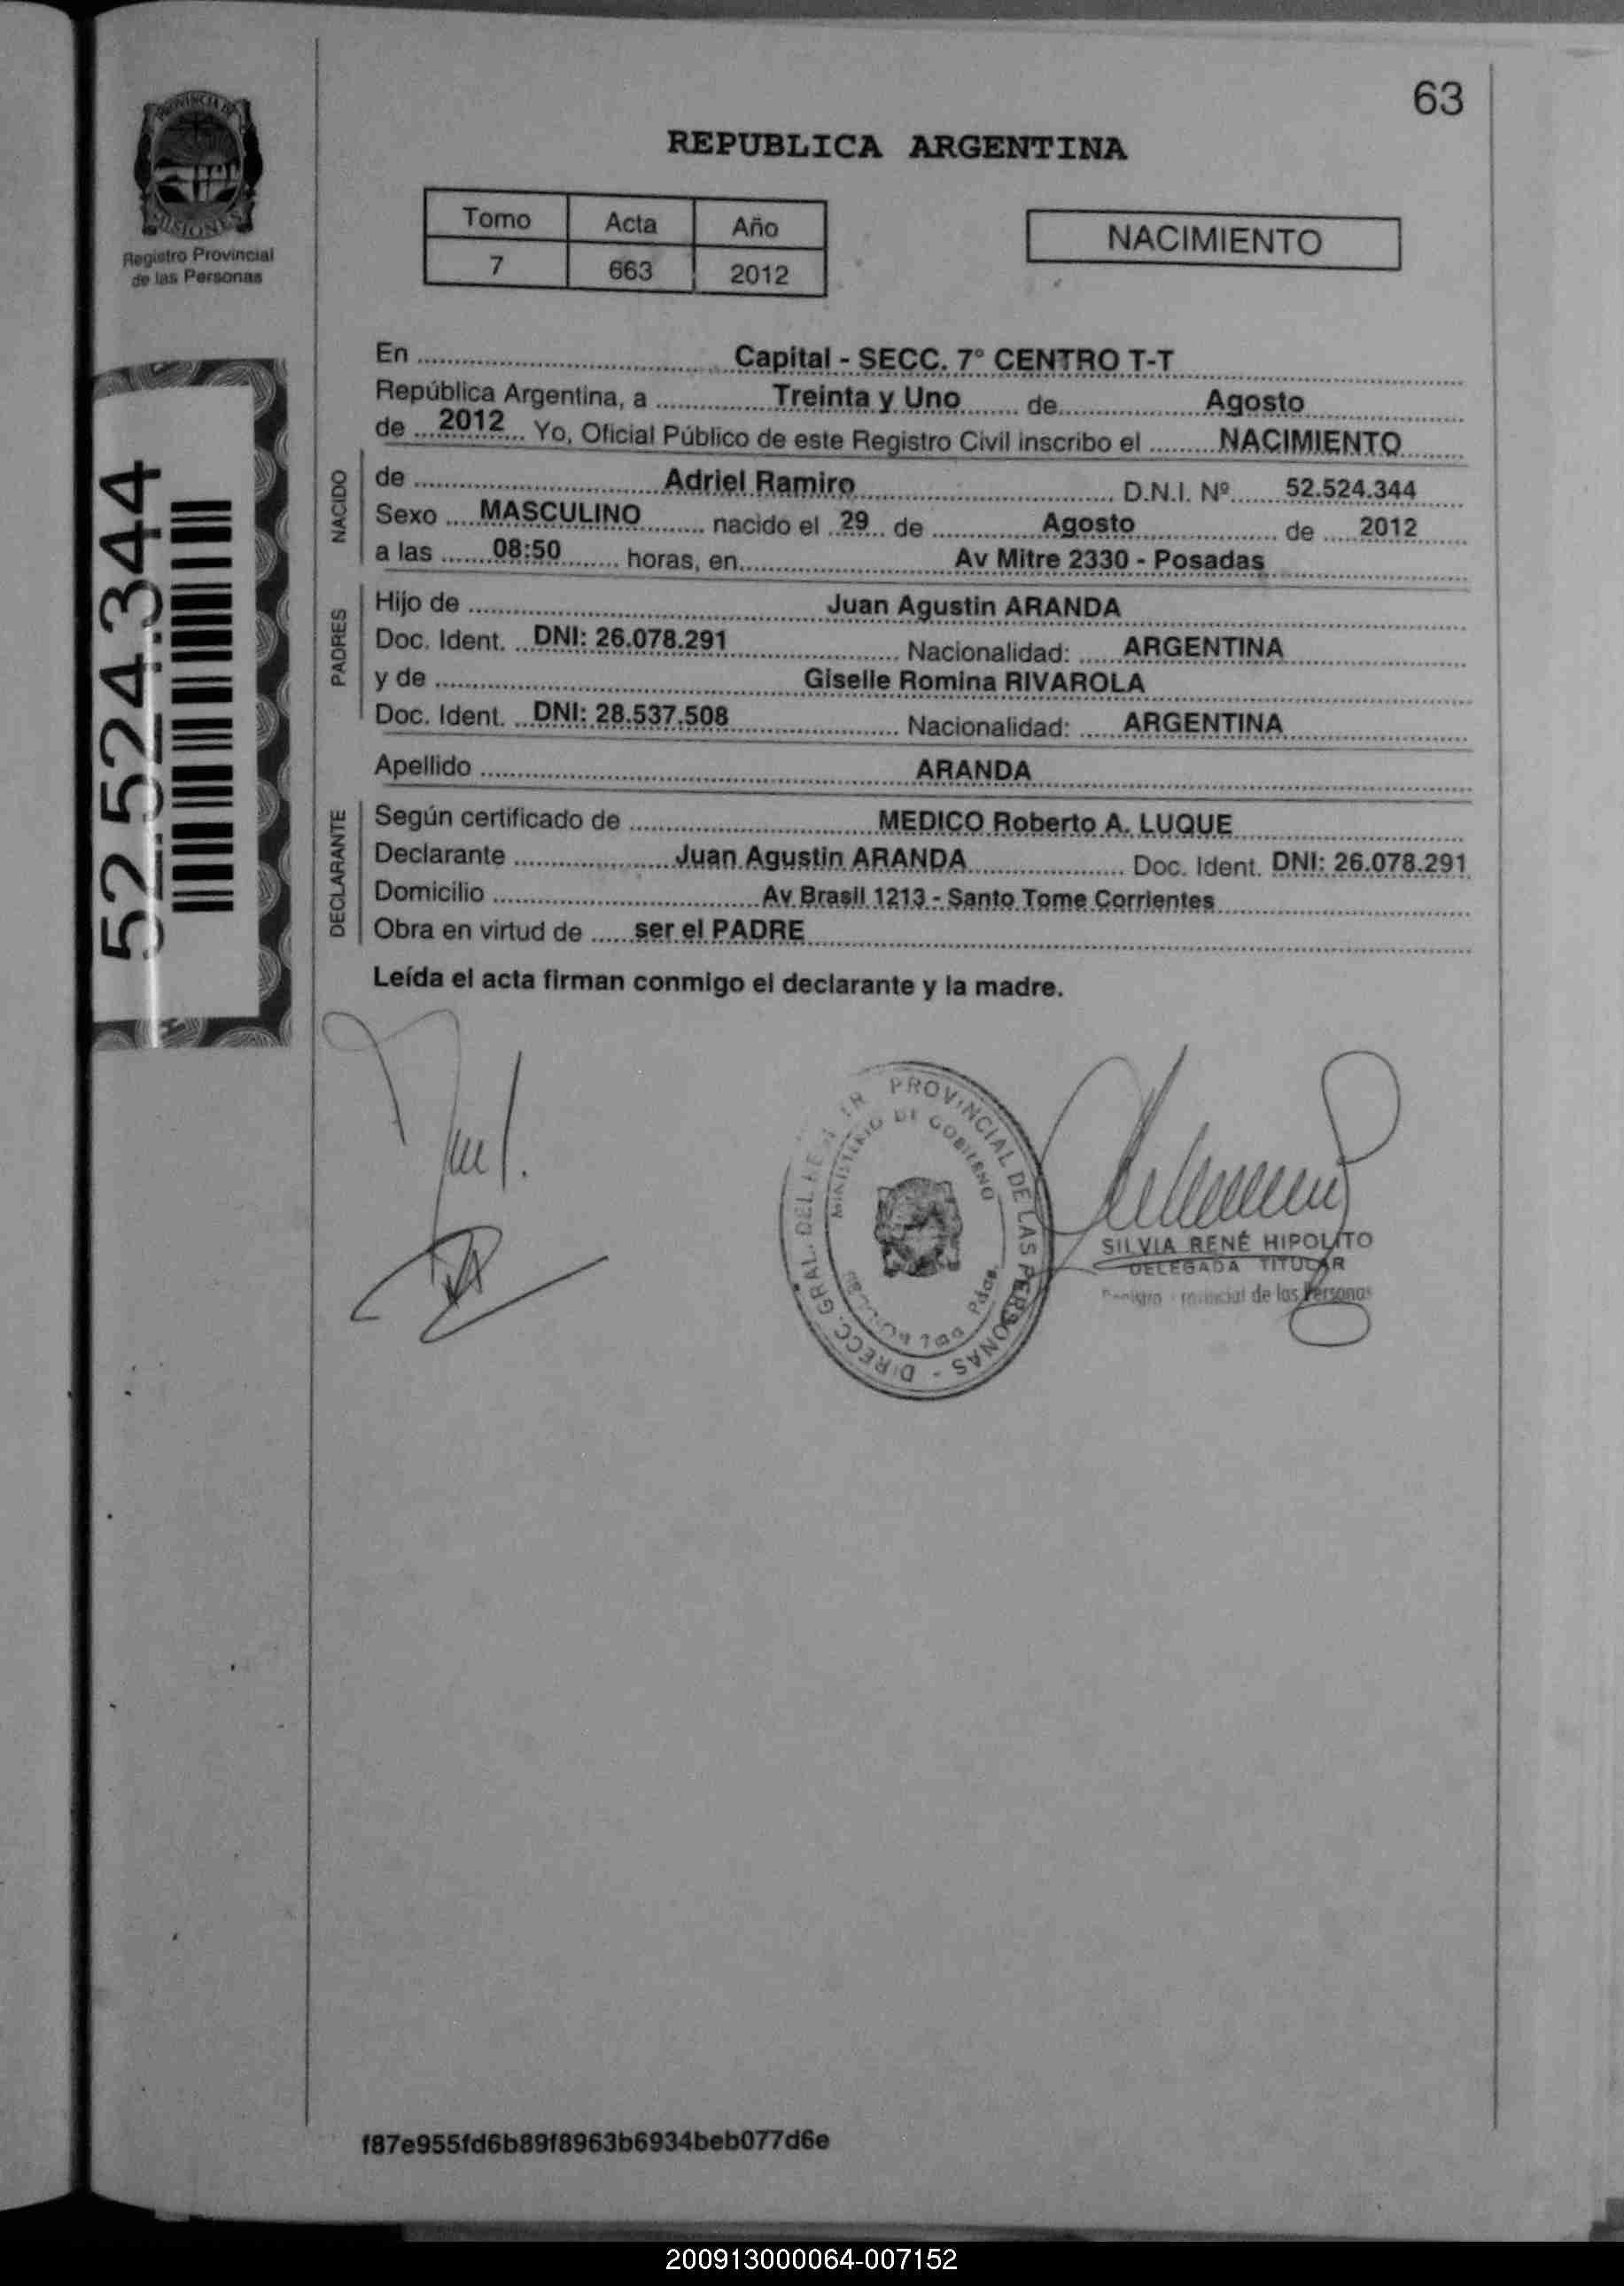 63
PROVINCIA DE
MISIONES
Registro Provincial
de las Personas
REPUBLICA ARGENTINA
Tomo Acta Año
7 663 2012
NACIMIENTO
52.524.344
En Capital - SECC. 7° CENTRO T-T
República Argentina, a Treinta y Uno de Agosto
de 2012 Yo, Oficial Público de este Registro Civil inscribo el NACIMIENTO
NACIDO
de Adriel Ramiro D.N.I. Nº 52.524.344
Sexo MASCULINO nacido el 29 de Agosto de 2012
a las 08:50 horas, en Av Mitre 2330 - Posadas
PADRES
Hijo de Juan Agustin ARANDA
Doc. Ident. DNI: 26.078.291 Nacionalidad: ARGENTINA
y de Giselle Romina RIVAROLA
Doc. Ident. DNI: 28.537.508 Nacionalidad: ARGENTINA
Apellido ARANDA
DECLARANTE
Según certificado de MEDICO Roberto A. LUQUE
Declarante Juan Agustin ARANDA Doc. Ident. DNI: 26.078.291
Domicilio Av Brasil 1213 - Santo Tome Corrientes
Obra en virtud de ser el PADRE
Leída el acta firman conmigo el declarante y la madre.
DIRECC. GRAL. DEL PROVINCIAL DE LAS PERSONAS -
MINISTERIO DE GOBIERNO
Pdas.
SILVIA RENÉ HIPOLITO
DELEGADA TITULAR
de las Personas
f87e955fd6b89f8963b6934beb077d6e
200913000064-007152